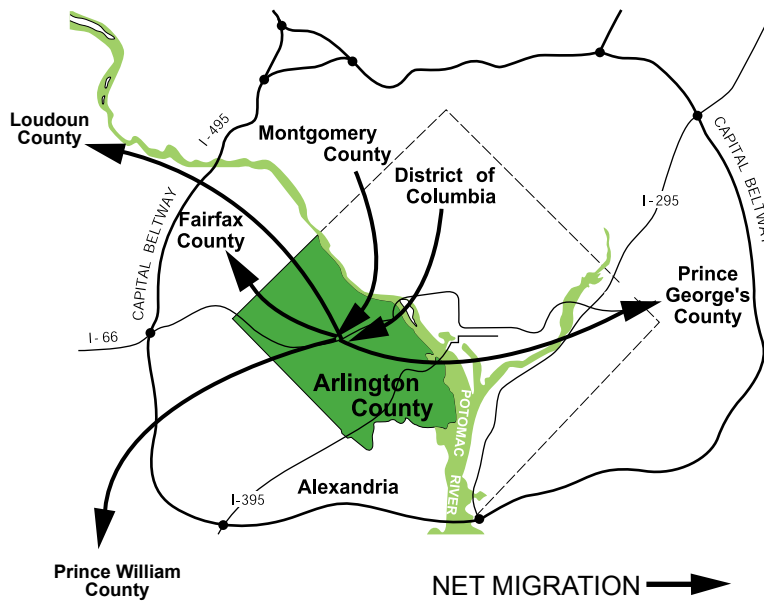 Loudoun
County
I-495
Montgomery
County
District of
Columbia
CAPITAL BELTWAY
I-295
Fairfax
County
CAPITAL BELTWAY
Prince
George's
County
I-66
Arlington
County
POTOMAC
RIVER
I-395
Alexandria
Prince William
County
NET MIGRATION